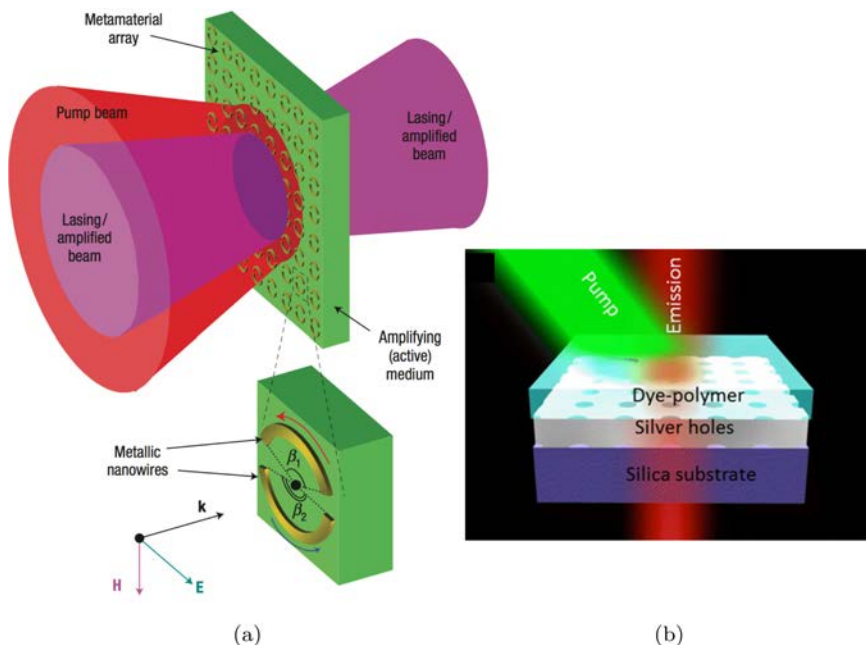 Metamaterial
array
Pump beam
Lasing/
amplified
beam
Lasing/
amplified
beam
Amplifying
(active)
medium
Metallic
nanowires
β1
β2
k
H
E
(a)
Pump
Emission
Dye-polymer
Silver holes
Silica substrate
(b)